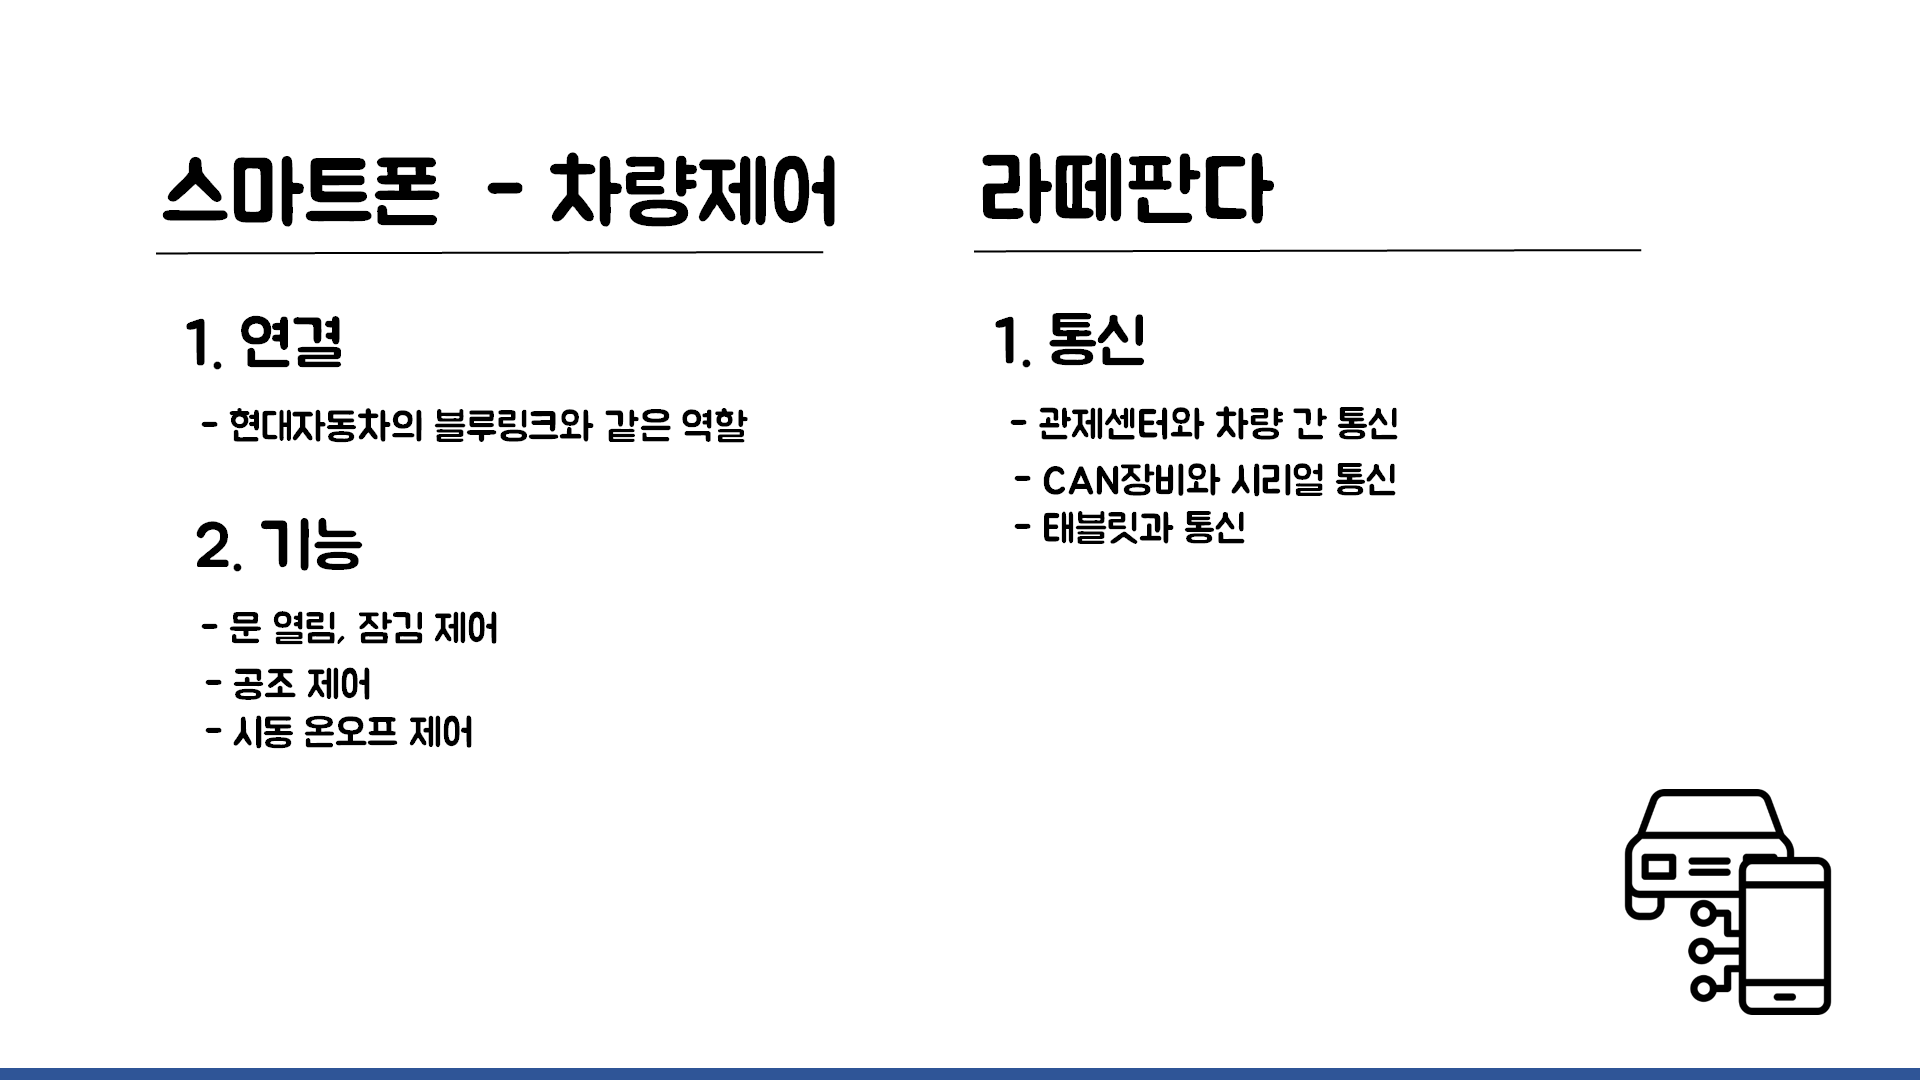 스마트폰 - 차량제어
1. 연결
- 현대자동차의 블루링크와 같은 역할
2. 기능
- 문 열림, 잠김 제어
- 공조 제어
- 시동 온오프 제어
라떼판다
1. 통신
- 관제센터와 차량 간 통신
- CAN장비와 시리얼 통신
- 태블릿과 통신